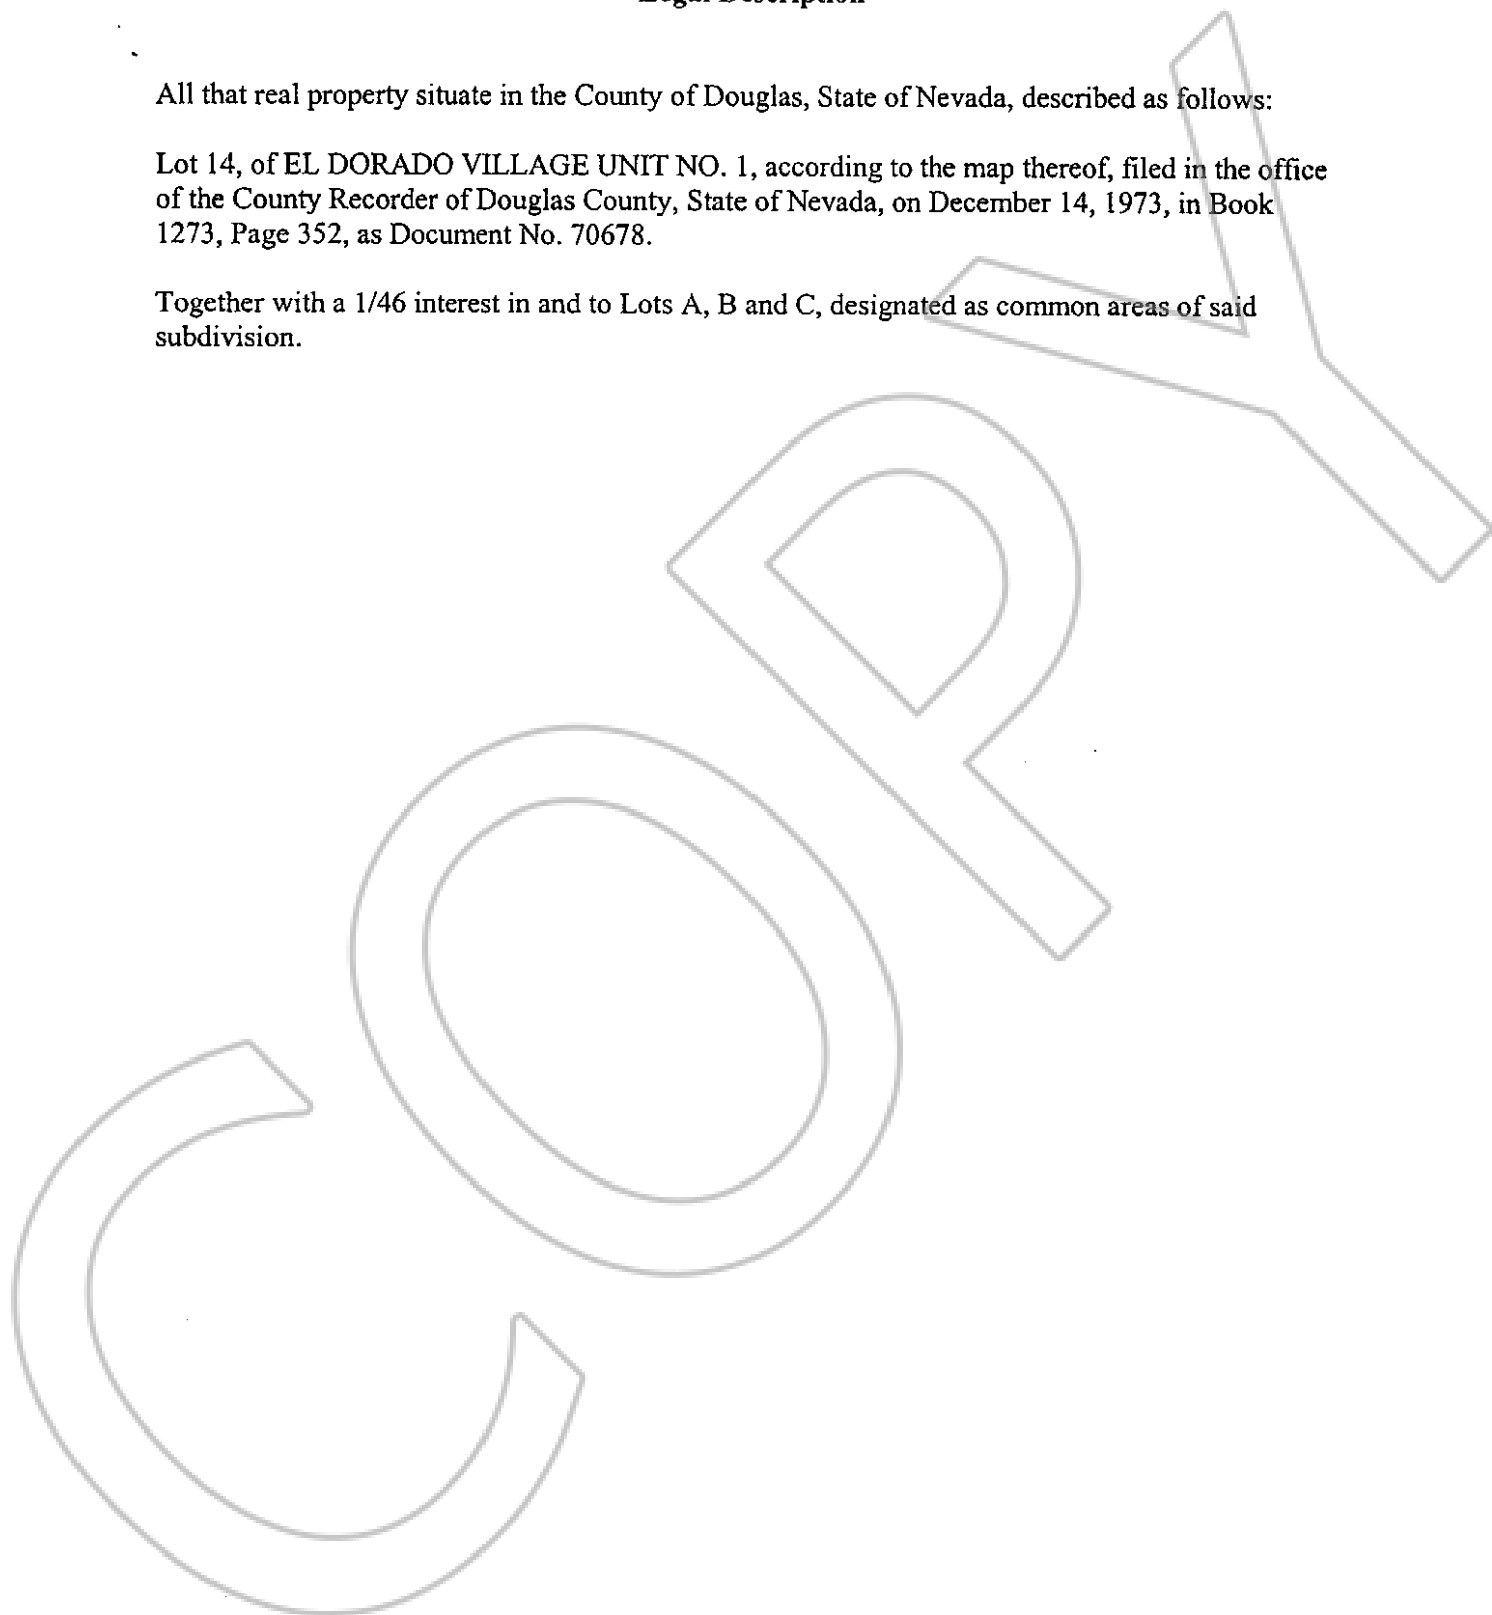 Legal Description
All that real property situate in the County of Douglas, State of Nevada, described as follows:
Lot 14, of EL DORADO VILLAGE UNIT NO. 1, according to the map thereof, filed in the office
of the County Recorder of Douglas County, State of Nevada, on December 14, 1973, in Book
1273, Page 352, as Document No. 70678.
Together with a 1/46 interest in and to Lots A, B and C, designated as common areas of said
subdivision.
COPY